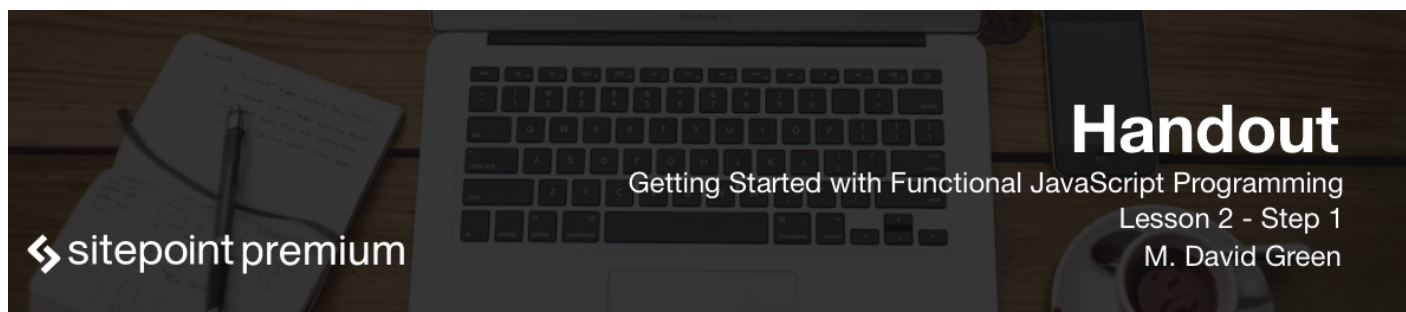 Handout
Getting Started with Functional JavaScript Programming
Lesson 2 - Step 1
M. David Green
sitepoint premium